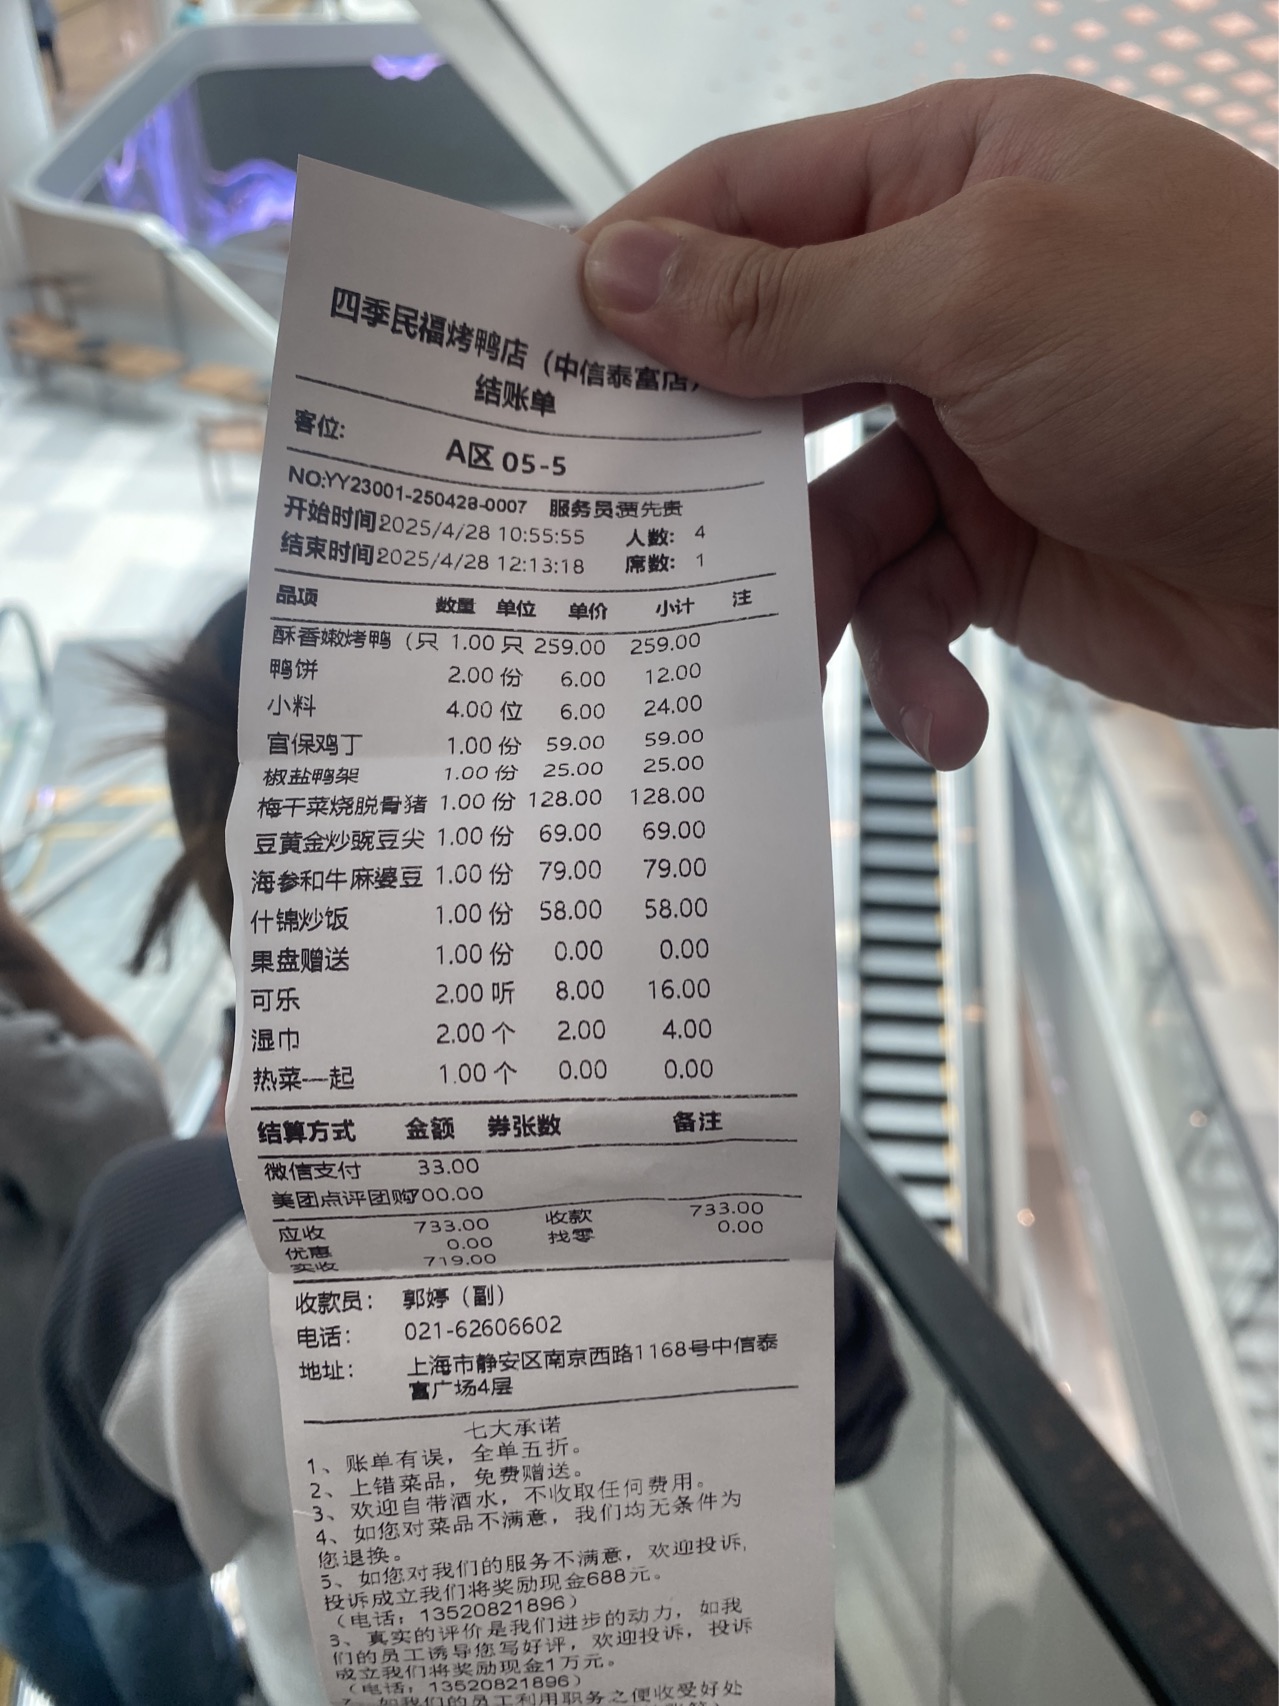 四季民福烤鸭店（中信泰富店）
结账单
客位: A区 05-5
NO:YY23001-250428-0007 服务员:贾先贵
开始时间2025/4/28 10:55:55 人数: 4
结束时间2025/4/28 12:13:18 席数: 1
品项 数量 单位 单价 小计 注
酥香嫩烤鸭（只 1.00 只 259.00 259.00
鸭饼 2.00 份 6.00 12.00
小料 4.00 位 6.00 24.00
宫保鸡丁 1.00 份 59.00 59.00
椒盐鸭架 1.00 份 25.00 25.00
梅干菜烧脱骨猪 1.00 份 128.00 128.00
豆黄金炒豌豆尖 1.00 份 69.00 69.00
海参和牛麻婆豆 1.00 份 79.00 79.00
什锦炒饭 1.00 份 58.00 58.00
果盘赠送 1.00 份 0.00 0.00
可乐 2.00 听 8.00 16.00
湿巾 2.00 个 2.00 4.00
热菜一起 1.00 个 0.00 0.00
结算方式 金额 券张数 备注
微信支付 33.00
美团点评团购700.00
应收 733.00 收款 733.00
优惠 0.00 找零 0.00
实收 719.00
收款员: 郭婷（副）
电话: 021-62606602
地址: 上海市静安区南京西路1168号中信泰
富广场4层
七大承诺
1、账单有误，全单五折。
2、上错菜品，免费赠送。
3、欢迎自带酒水，不收取任何费用。
4、如您对菜品不满意，我们均无条件为
您退换。
5、如您对我们的服务不满意，欢迎投诉,
投诉成立我们将奖励现金688元。
（电话: 13520821896）
6、真实的评价是我们进步的动力，如我
们的员工诱导您写好评，欢迎投诉，投诉
成立我们将奖励现金1万元。
（电话: 13520821896）
7、如我们的员工利用职务之便收受好处